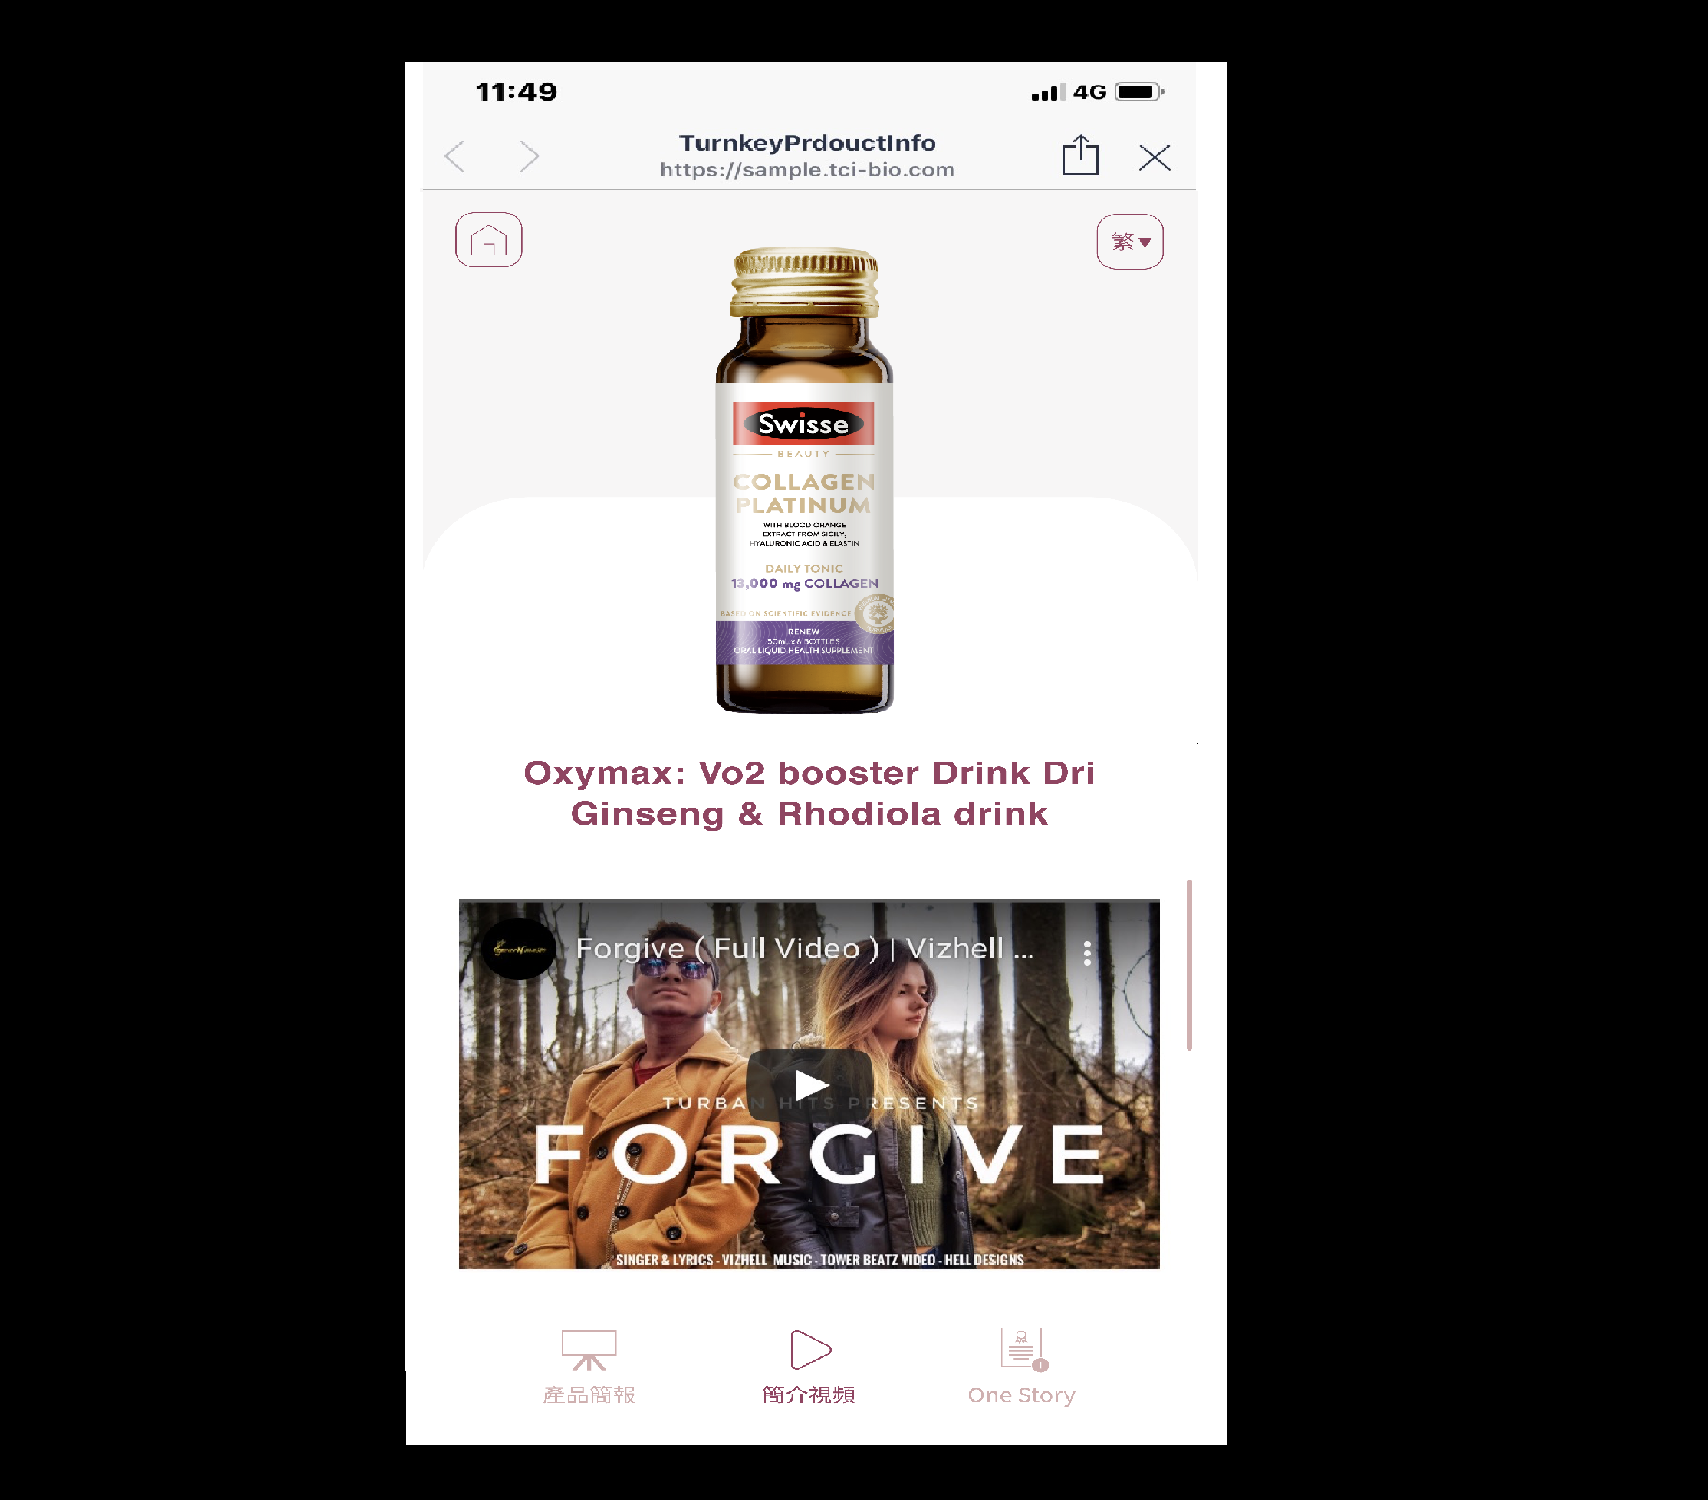 11:49
4G
TurnkeyPrdouctInfo
https://sample.tci-bio.com
繁
Swisse
BEAUTY
COLLAGEN
PLATINUM
WITH BLOOD ORANGE
EXTRACT FROM SICILY,
HYALURONIC ACID & ELASTIN
DAILY TONIC
13,000 mg COLLAGEN
BASED ON SCIENTIFIC EVIDENCE
RENEW
50mL x 6 BOTTLES
ORAL LIQUID HEALTH SUPPLEMENT
Oxymax: Vo2 booster Drink Dri
Ginseng & Rhodiola drink
Forgive ( Full Video ) | Vizhell ...
TURBAN HITS PRESENTS
FORGIVE
SINGER & LYRICS - VIZHELL MUSIC - TOWER BEATZ VIDEO - HELL DESIGNS
產品簡報
簡介視頻
One Story